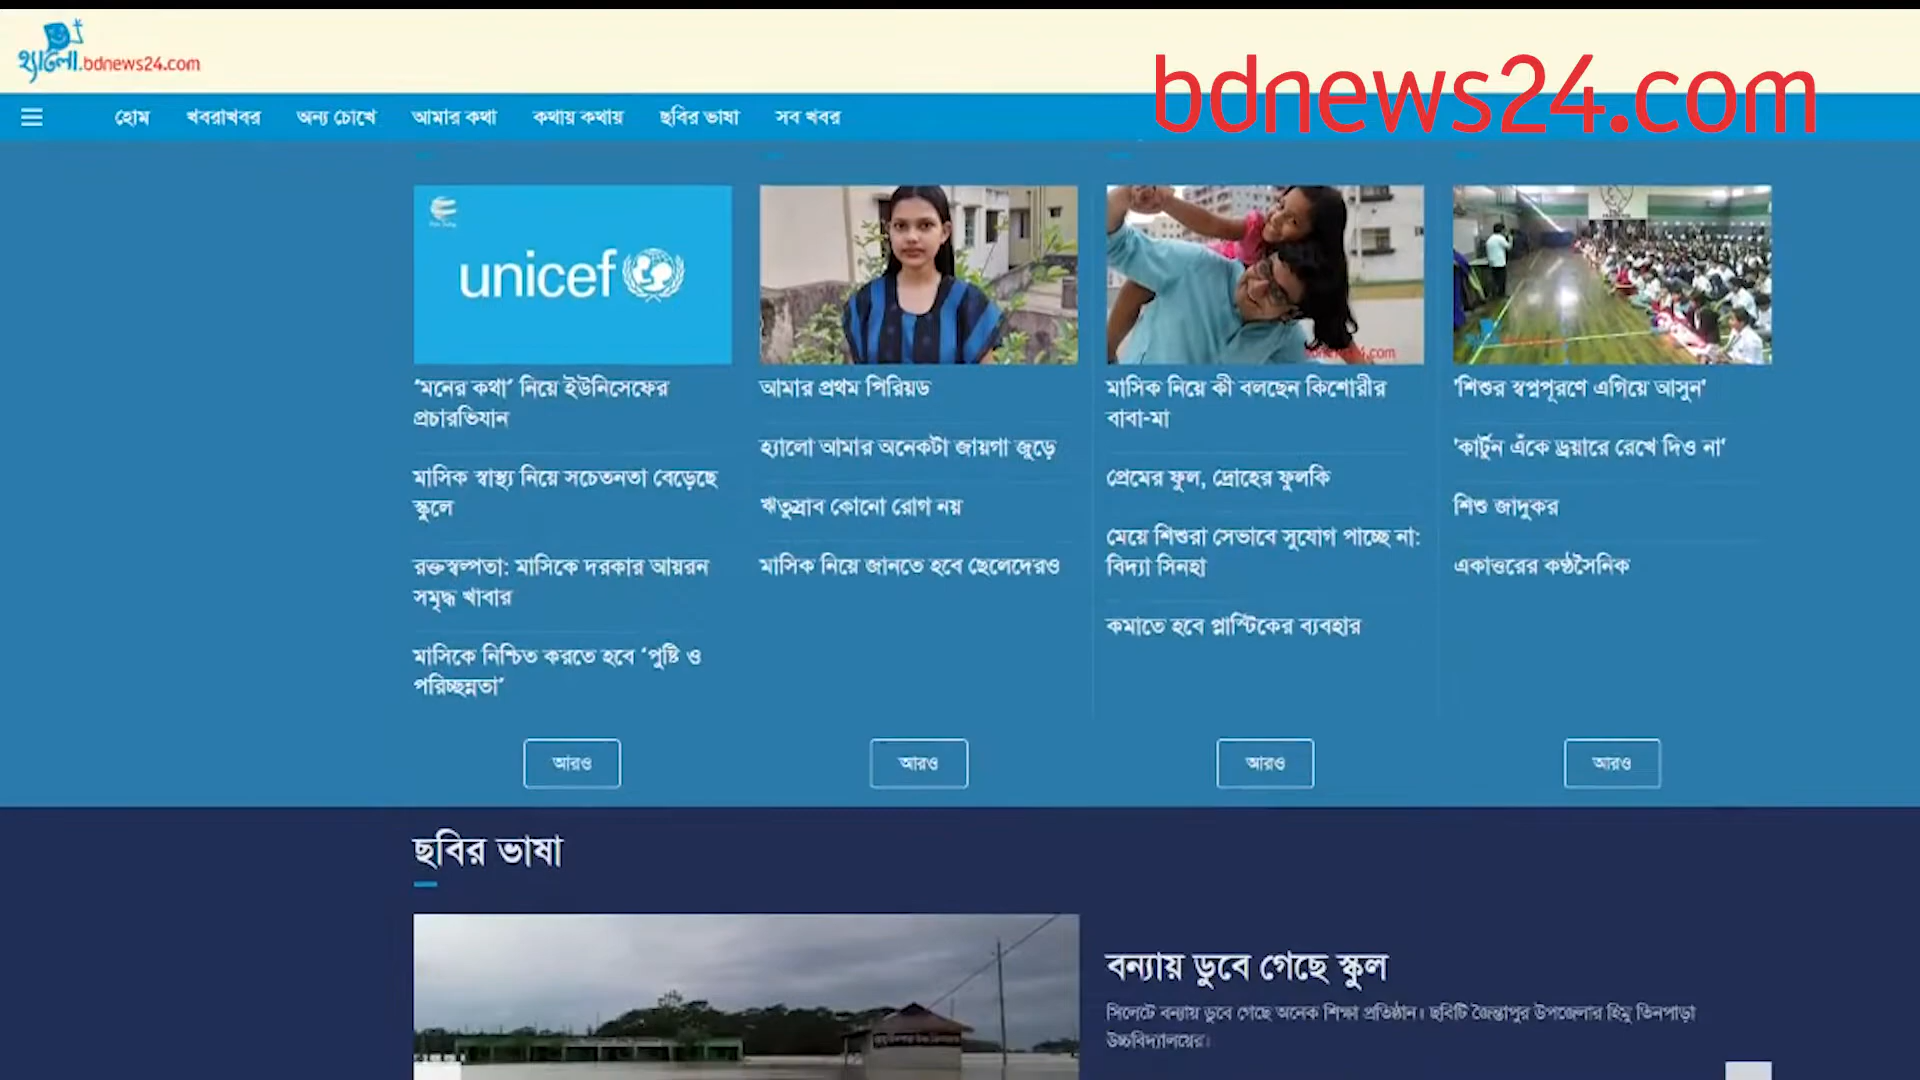 হ্যালো.bdnews24.com
bdnews24.com
হোম খবরাখবর অন্য চোখে আমার কথা কথায় কথায় ছবির ভাষা সব খবর
unicef
‘মনের কথা’ নিয়ে ইউনিসেফের
প্রচারভিযান
মাসিক স্বাস্থ্য নিয়ে সচেতনতা বেড়েছে
স্কুলে
রক্তস্বল্পতা: মাসিকে দরকার আয়রন
সমৃদ্ধ খাবার
মাসিকে নিশ্চিত করতে হবে ‘পুষ্টি ও
পরিচ্ছন্নতা’
আরও
আমার প্রথম পিরিয়ড
হ্যালো আমার অনেকটা জায়গা জুড়ে
ঋতুস্রাব কোনো রোগ নয়
মাসিক নিয়ে জানতে হবে ছেলেদেরও
আরও
bdnews24.com
মাসিক নিয়ে কী বলছেন কিশোরীর
বাবা-মা
প্রেমের ফুল, দ্রোহের ফুলকি
মেয়ে শিশুরা সেভাবে সুযোগ পাচ্ছে না:
বিদ্যা সিনহা
কমাতে হবে প্লাস্টিকের ব্যবহার
আরও
'শিশুর স্বপ্নপূরণে এগিয়ে আসুন'
'কার্টুন এঁকে ড্রয়ারে রেখে দিও না'
শিশু জাদুকর
একাত্তরের কণ্ঠসৈনিক
আরও
ছবির ভাষা
বন্যায় ডুবে গেছে স্কুল
সিলেটে বন্যায় ডুবে গেছে অনেক শিক্ষা প্রতিষ্ঠান। ছবিটি জৈন্তাপুর উপজেলার হিমু তিনপাড়া
উচ্চবিদ্যালয়ের।